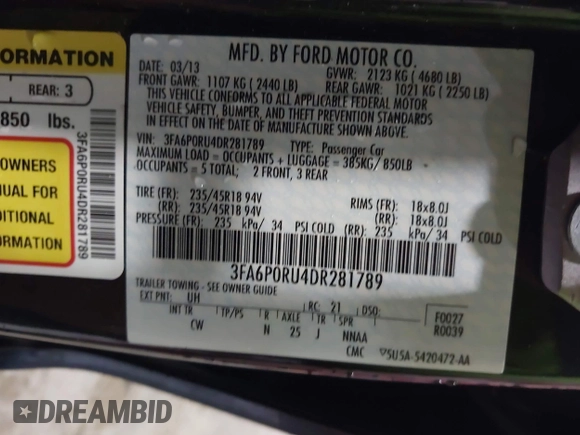 ORMATION
REAR: 3
850 lbs.
OWNERS
NUAL FOR
DITIONAL
FORMATION
3FA6P0RU4DR281789
MFD. BY FORD MOTOR CO.
DATE: 03/13 GVWR: 2123 KG (4680 LB)
FRONT GAWR: 1107 KG (2440 LB) REAR GAWR: 1021 KG (2250 LB)
THIS VEHICLE CONFORMS TO ALL APPLICABLE FEDERAL MOTOR
VEHICLE SAFETY, BUMPER, AND THEFT PREVENTION STANDARDS
IN EFFECT ON THE DATE OF MANUFACTURE SHOWN ABOVE.
VIN: 3FA6P0RU4DR281789 TYPE: Passenger Car
MAXIMUM LOAD = OCCUPANTS + LUGGAGE = 385KG/ 850LB
OCCUPANTS = 5 TOTAL; 2 FRONT, 3 REAR
TIRE (FR): 235/45R18 94V RIMS (FR): 18x8.0J
(RR): 235/45R18 94V (RR): 18x8.0J
PRESSURE (FR): 235 kPa/ 34 PSI COLD (RR): 235 kPa/ 34 PSI COLD
3FA6P0RU4DR281789
TRAILER TOWING - SEE OWNER GUIDE
EXT PNT: UH RC: 21 DSO: F0027
INT TR TP/PS R AXLE TR SPR R0039
CW N 25 J NNAA
CMC 5U5A-5420472-AA
DREAMBID